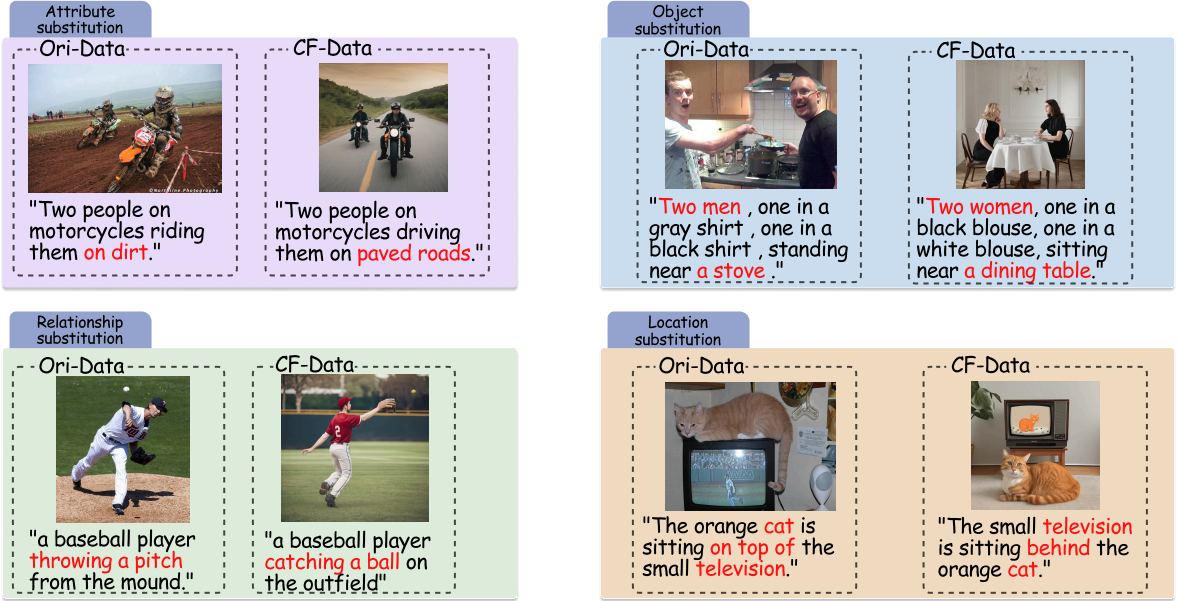 Attribute
substitution
Ori-Data
CF-Data
©Northline Photography
"Two people on
motorcycles riding
them on dirt."
"Two people on
motorcycles driving
them on paved roads."
Object
substitution
Ori-Data
CF-Data
"Two men , one in a
gray shirt , one in a
black shirt , standing
near a stove ."
"Two women, one in a
black blouse, one in a
white blouse, sitting
near a dining table."
Relationship
substitution
Ori-Data
CF-Data
2
"a baseball player
throwing a pitch
from the mound."
"a baseball player
catching a ball on
the outfield"
Location
substitution
Ori-Data
CF-Data
"The orange cat is
sitting on top of the
small television."
"The small television
is sitting behind the
orange cat."